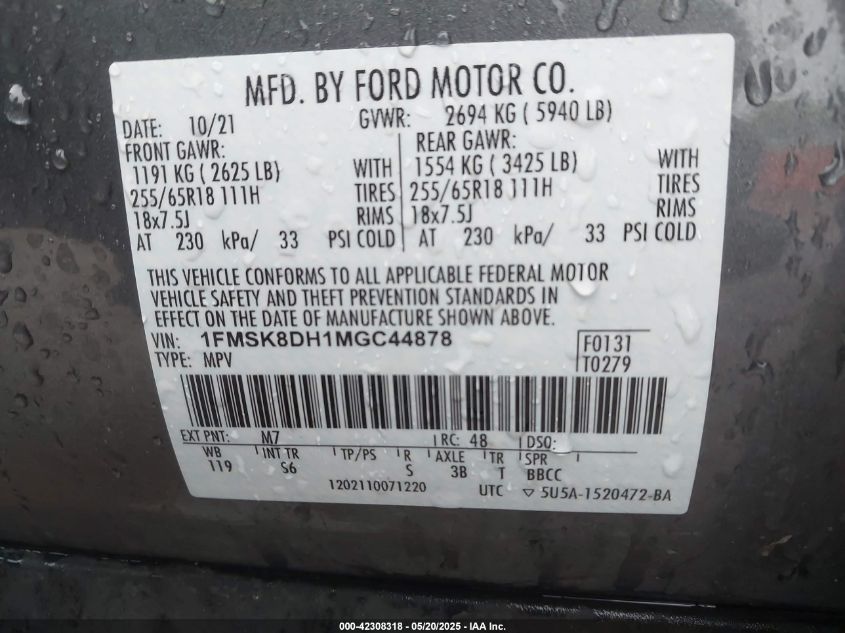 MFD. BY FORD MOTOR CO.
DATE: 10/21 GVWR: 2694 KG ( 5940 LB)
FRONT GAWR: REAR GAWR:
1191 KG ( 2625 LB) WITH 1554 KG ( 3425 LB) WITH
255/65R18 111H TIRES 255/65R18 111H TIRES
18x7.5J RIMS 18x7.5J RIMS
AT 230 kPa/ 33 PSI COLD AT 230 kPa/ 33 PSI COLD
THIS VEHICLE CONFORMS TO ALL APPLICABLE FEDERAL MOTOR
VEHICLE SAFETY AND THEFT PREVENTION STANDARDS IN
EFFECT ON THE DATE OF MANUFACTURE SHOWN ABOVE.
VIN: 1FMSK8DH1MGC44878 F0131
TYPE: MPV T0279
EXT PNT: M7 RC: 48 DSO:
WB INT TR TP/PS R AXLE TR SPR
119 S6 S 3B T BBCC
1202110071220 UTC ▽ 5U5A-1520472-BA
000-42308318 - 05/20/2025 - IAA Inc.